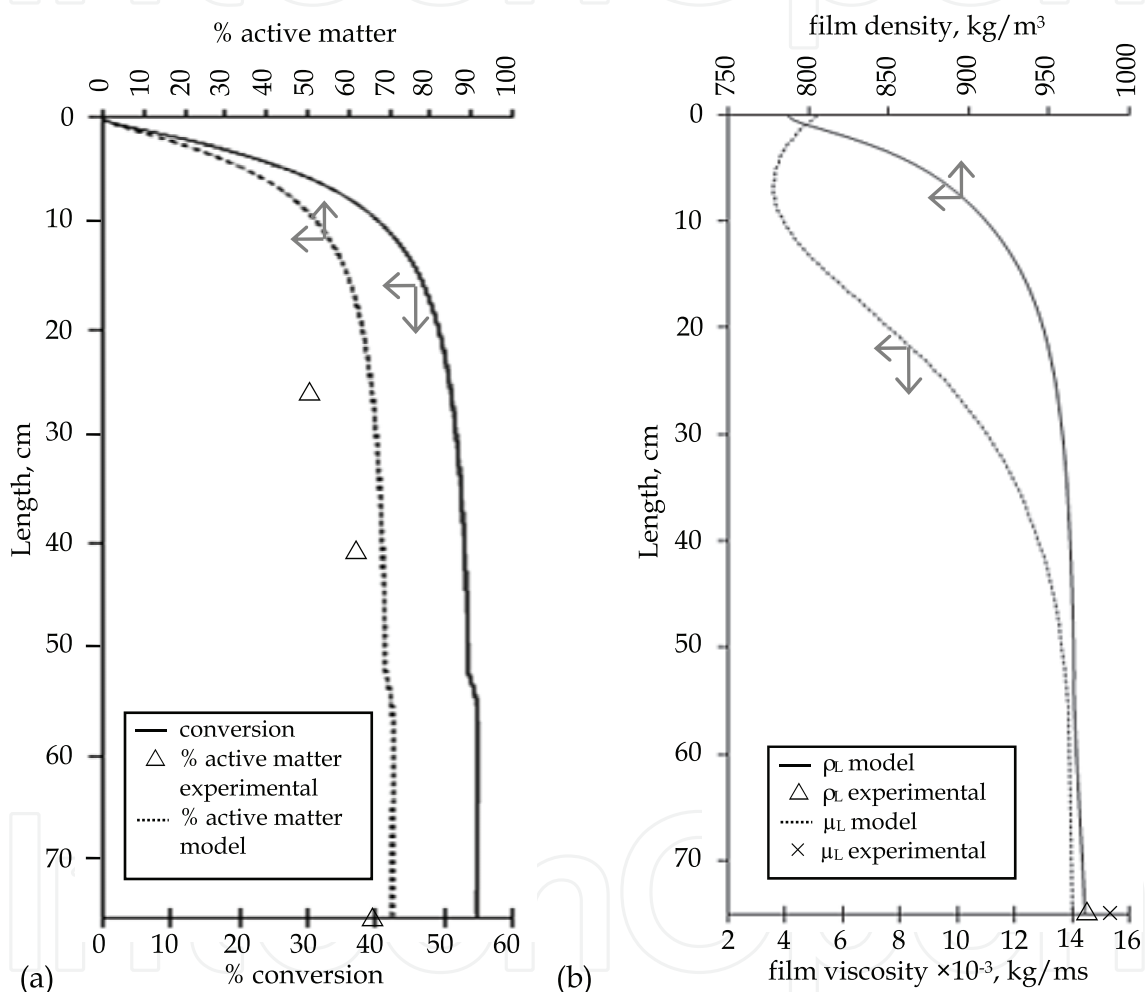 % active matter
0 10 20 30 40 50 60 70 80 90 100
0
10
20
30
40
50
60
70
Length, cm
conversion
% active matter
experimental
% active matter
model
0 10 20 30 40 50 60
% conversion
(a)
film density, kg/m³
750 800 850 900 950 1000
0
10
20
30
40
50
60
70
Length, cm
ρL model
ρL experimental
μL model
μL experimental
2 4 6 8 10 12 14 16
film viscosity ×10-³, kg/ms
(b)